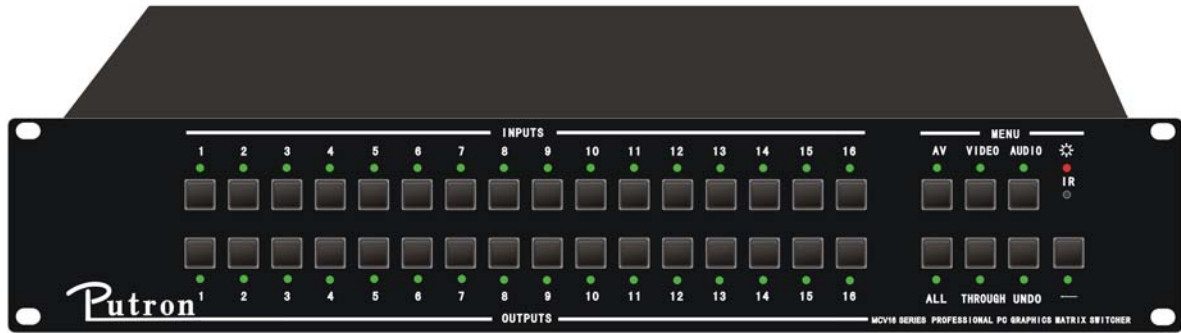 INPUTS MENU
1 2 3 4 5 6 7 8 9 10 11 12 13 14 15 16 AV VIDEO AUDIO
IR
1 2 3 4 5 6 7 8 9 10 11 12 13 14 15 16 ALL THROUGH UNDO
Putron
OUTPUTS MCV16 SERIES PROFESSIONAL PC GRAPHICS MATRIX SWITCHER